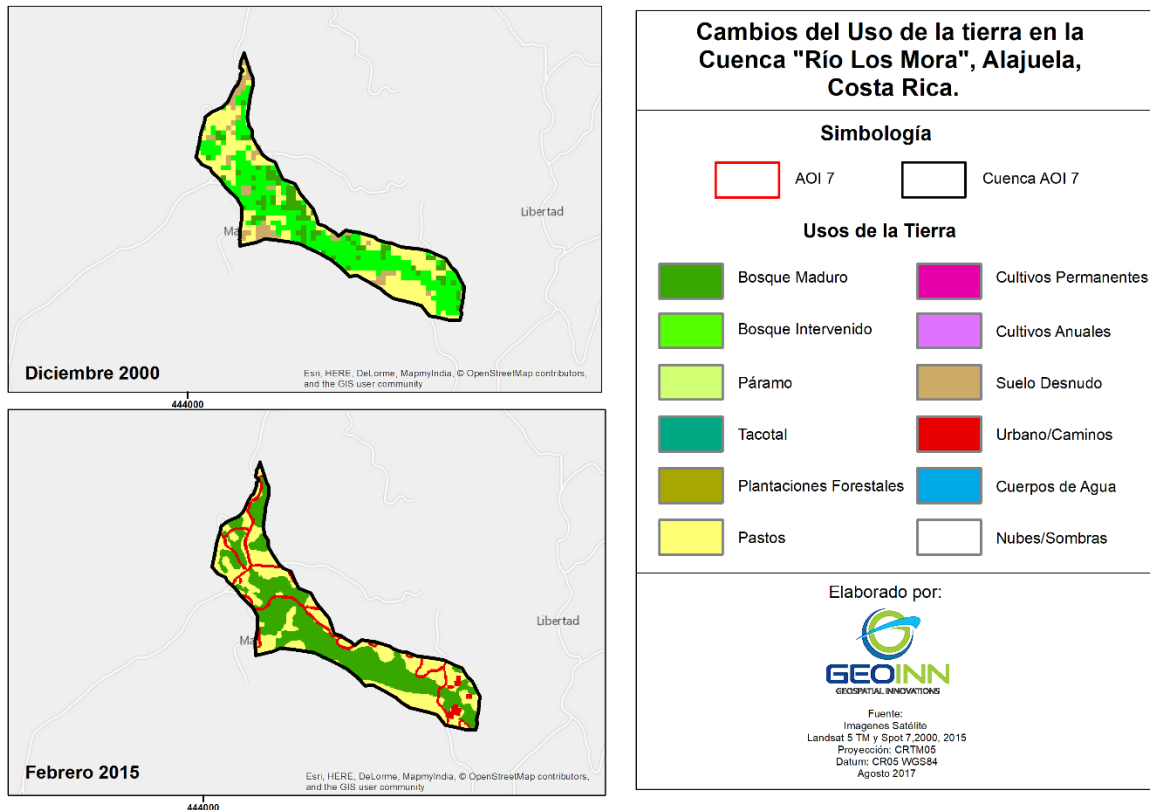 Ma
Libertad
Diciembre 2000
Esri, HERE, DeLorme, MapmyIndia, © OpenStreetMap contributors,
and the GIS user community
444000
Ma
Libertad
Febrero 2015
Esri, HERE, DeLorme, MapmyIndia, © OpenStreetMap contributors,
and the GIS user community
444000
Cambios del Uso de la tierra en la
Cuenca "Río Los Mora", Alajuela,
Costa Rica.
Simbología
AOI 7
Cuenca AOI 7
Usos de la Tierra
Bosque Maduro
Bosque Intervenido
Páramo
Tacotal
Plantaciones Forestales
Pastos
Cultivos Permanentes
Cultivos Anuales
Suelo Desnudo
Urbano/Caminos
Cuerpos de Agua
Nubes/Sombras
Elaborado por:
GEOINN
GEOSPATIAL INNOVATIONS
Fuente:
Imagenes Satélite
Landsat 5 TM y Spot 7,2000, 2015
Proyección: CRTM05
Datum: CR05 WGS84
Agosto 2017